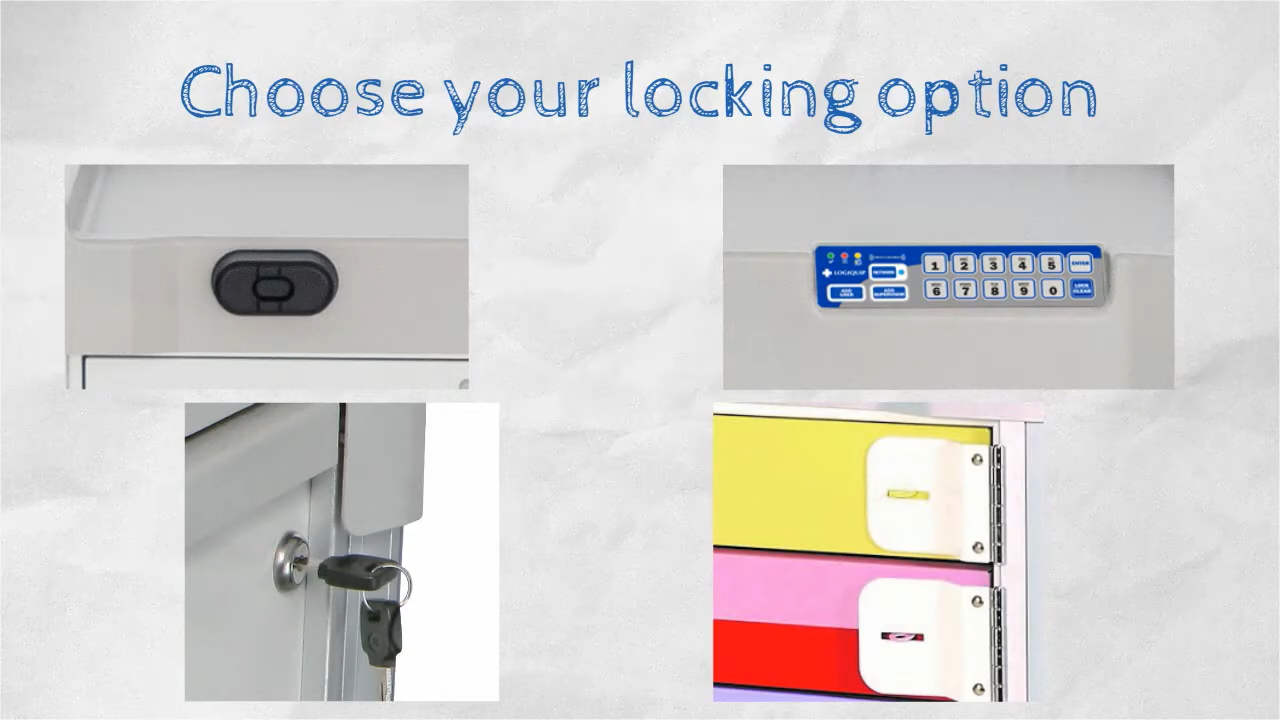 Choose your locking option
1 2 3 4 5 ENTER
LOGIQUIP NETWORK
ADD USER ADD SUPERVISOR 6 7 8 9 0 LOCK CLEAR